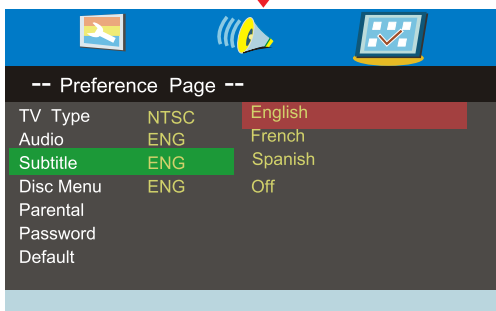 -- Preference Page --
TV Type NTSC English
Audio ENG French
Subtitle ENG Spanish
Disc Menu ENG Off
Parental
Password
Default